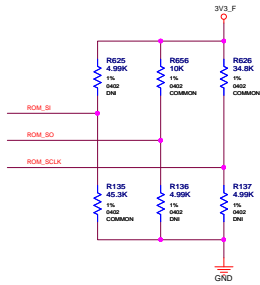 3V3_F
R625 R656 R626
4.99K 10K 34.8K
1% 1% 1%
0402 0402 0402
DNI COMMON COMMON
ROM_SI
ROM_SO
ROM_SCLK
R135 R136 R137
45.3K 4.99K 4.99K
1% 1% 1%
0402 0402 0402
COMMON DNI DNI
GND